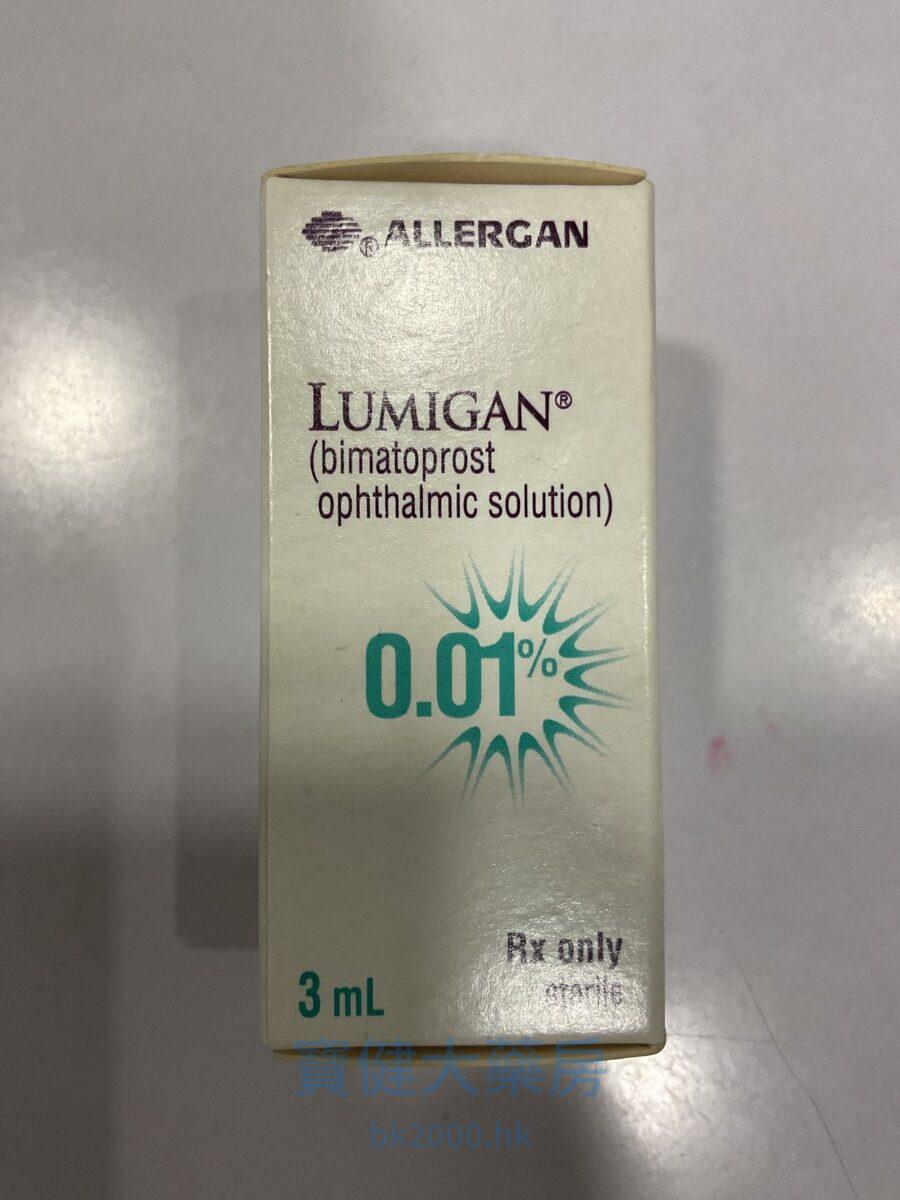 ® ALLERGAN
LUMIGAN®
(bimatoprost
ophthalmic solution)
0.01%
Rx only
sterile
3 mL
寶健大藥房
bk2000.hk